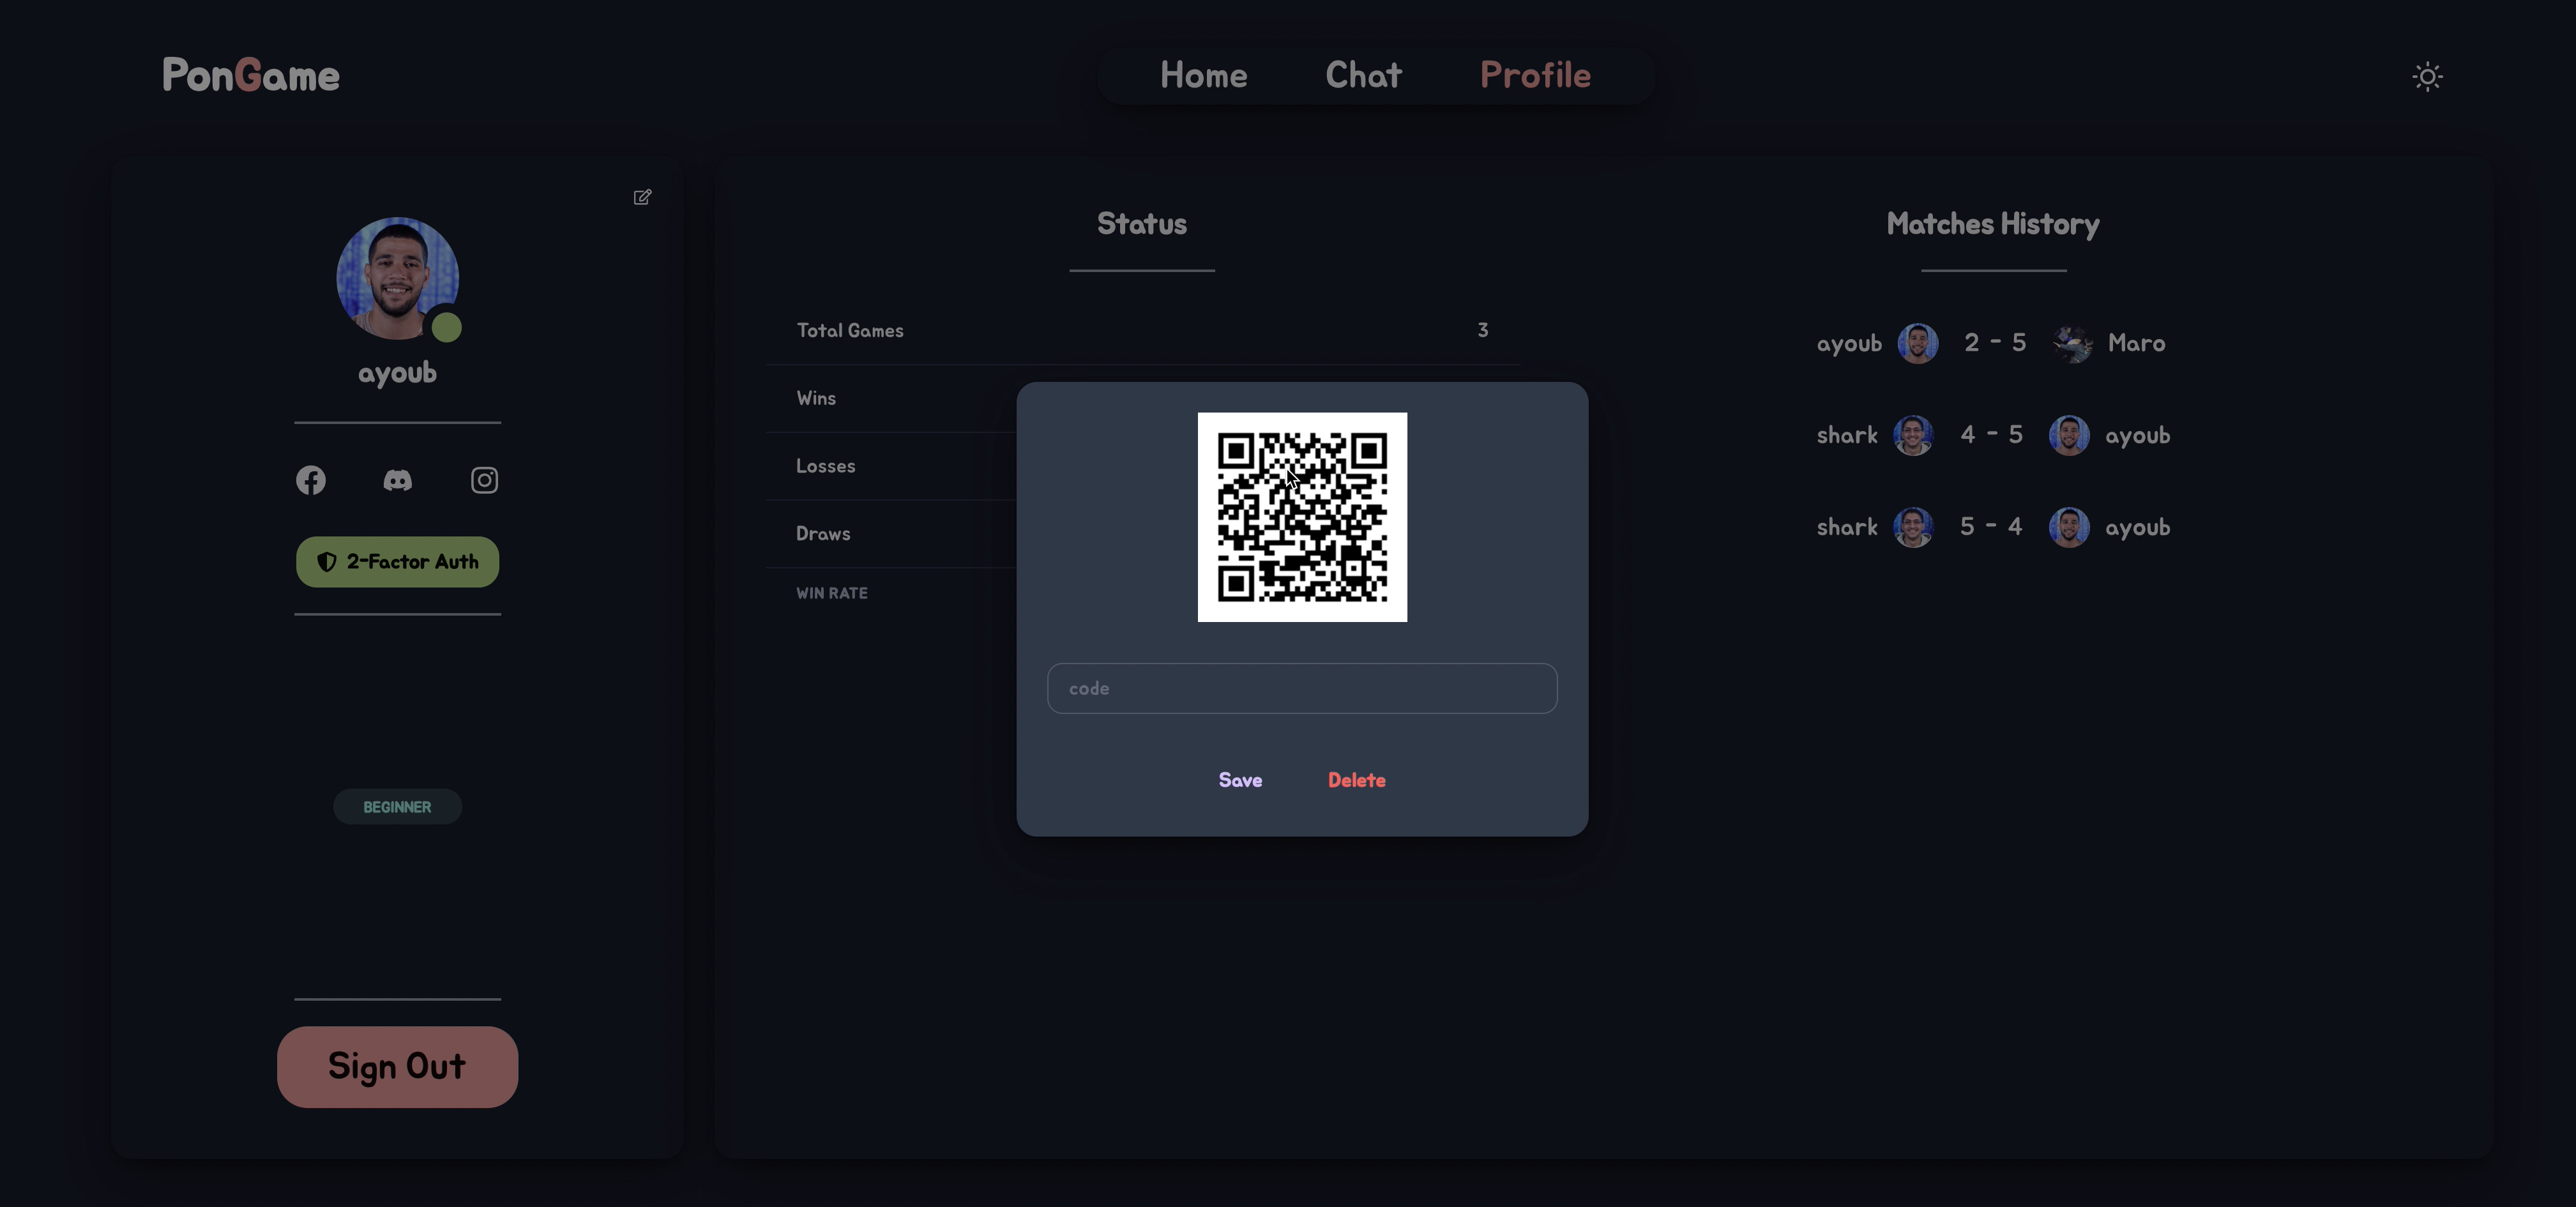 PonGame
Home Chat Profile
ayoub
2-Factor Auth
BEGINNER
Sign Out
Status
Total Games 3
Wins
Losses
Draws
WIN RATE
code
Save Delete
Matches History
ayoub 2 - 5 Maro
shark 4 - 5 ayoub
shark 5 - 4 ayoub